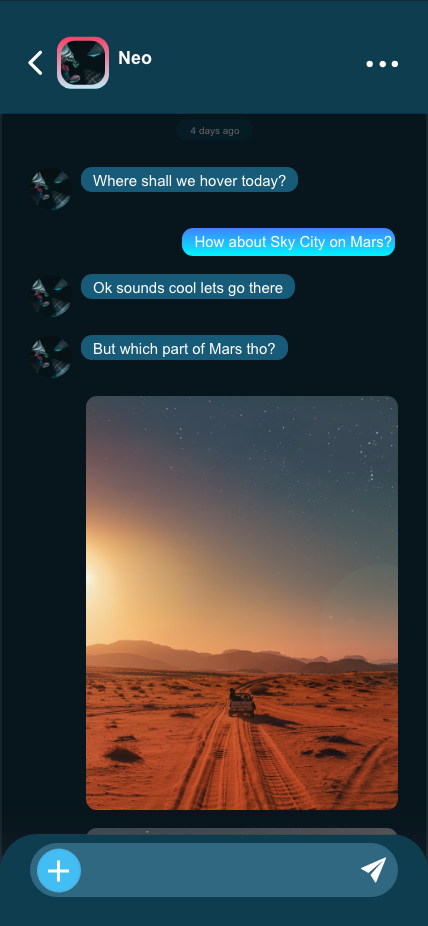 Neo
4 days ago
Where shall we hover today?
How about Sky City on Mars?
Ok sounds cool lets go there
But which part of Mars tho?